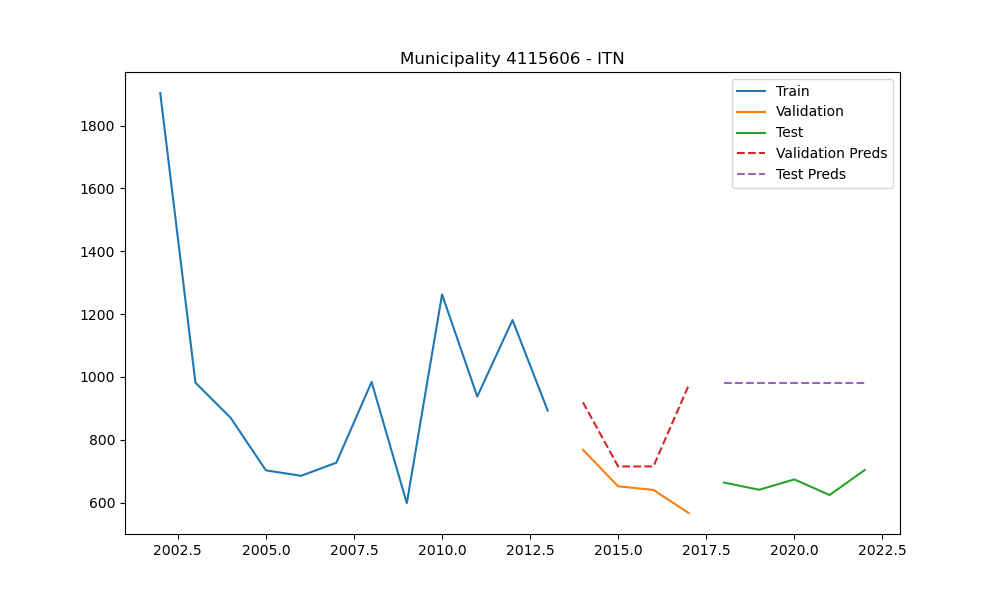 Municipality 4115606 - ITN
Train
Validation
Test
Validation Preds
Test Preds
1800
1600
1400
1200
1000
800
600
2002.5 2005.0 2007.5 2010.0 2012.5 2015.0 2017.5 2020.0 2022.5